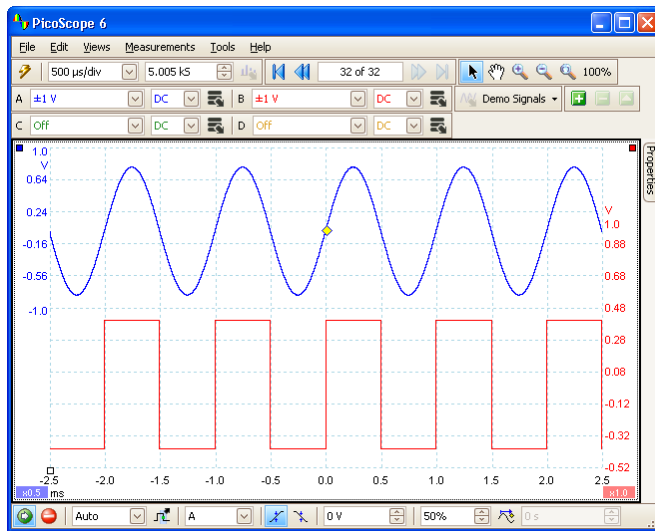 PicoScope 6
File Edit Views Measurements Tools Help
500 µs/div 5.005 kS 32 of 32 100%
A ±1 V DC B ±1 V DC Demo Signals
C Off DC D Off DC
Properties
1.0
V
0.64
0.24
-0.16
-0.56
-1.0
V
1.0
0.88
0.68
0.48
0.28
0.08
-0.12
-0.32
-0.52
-2.5 -2.0 -1.5 -1.0 -0.5 0.0 0.5 1.0 1.5 2.0 2.5
x0.5 ms x1.0
Auto A 0 V 50% 0 s